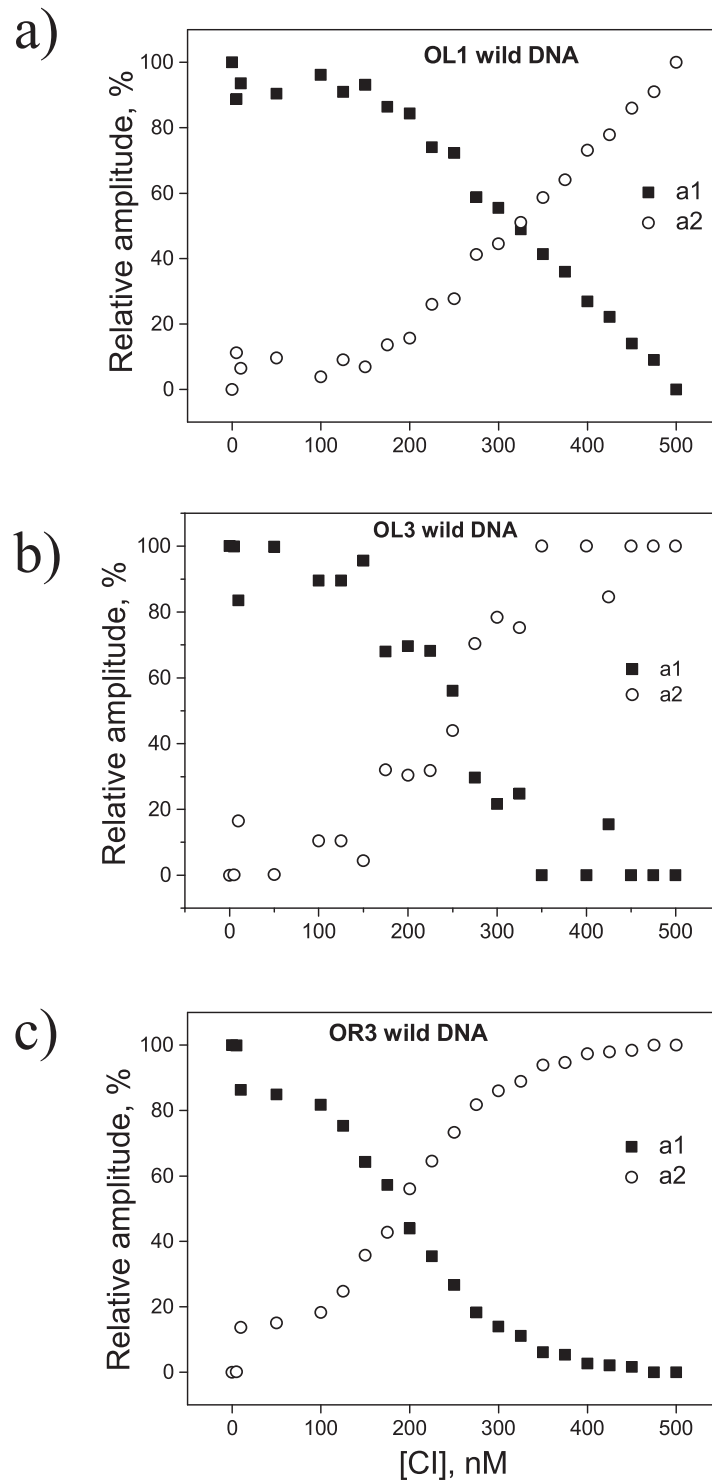 a)
OL1 wild DNA
100
80
60
40
20
0
Relative amplitude, %
a1
a2
0 100 200 300 400 500
b)
OL3 wild DNA
100
80
60
40
20
0
Relative amplitude, %
a1
a2
0 100 200 300 400 500
c)
OR3 wild DNA
100
80
60
40
20
0
Relative amplitude, %
a1
a2
0 100 200 300 400 500
[CI], nM